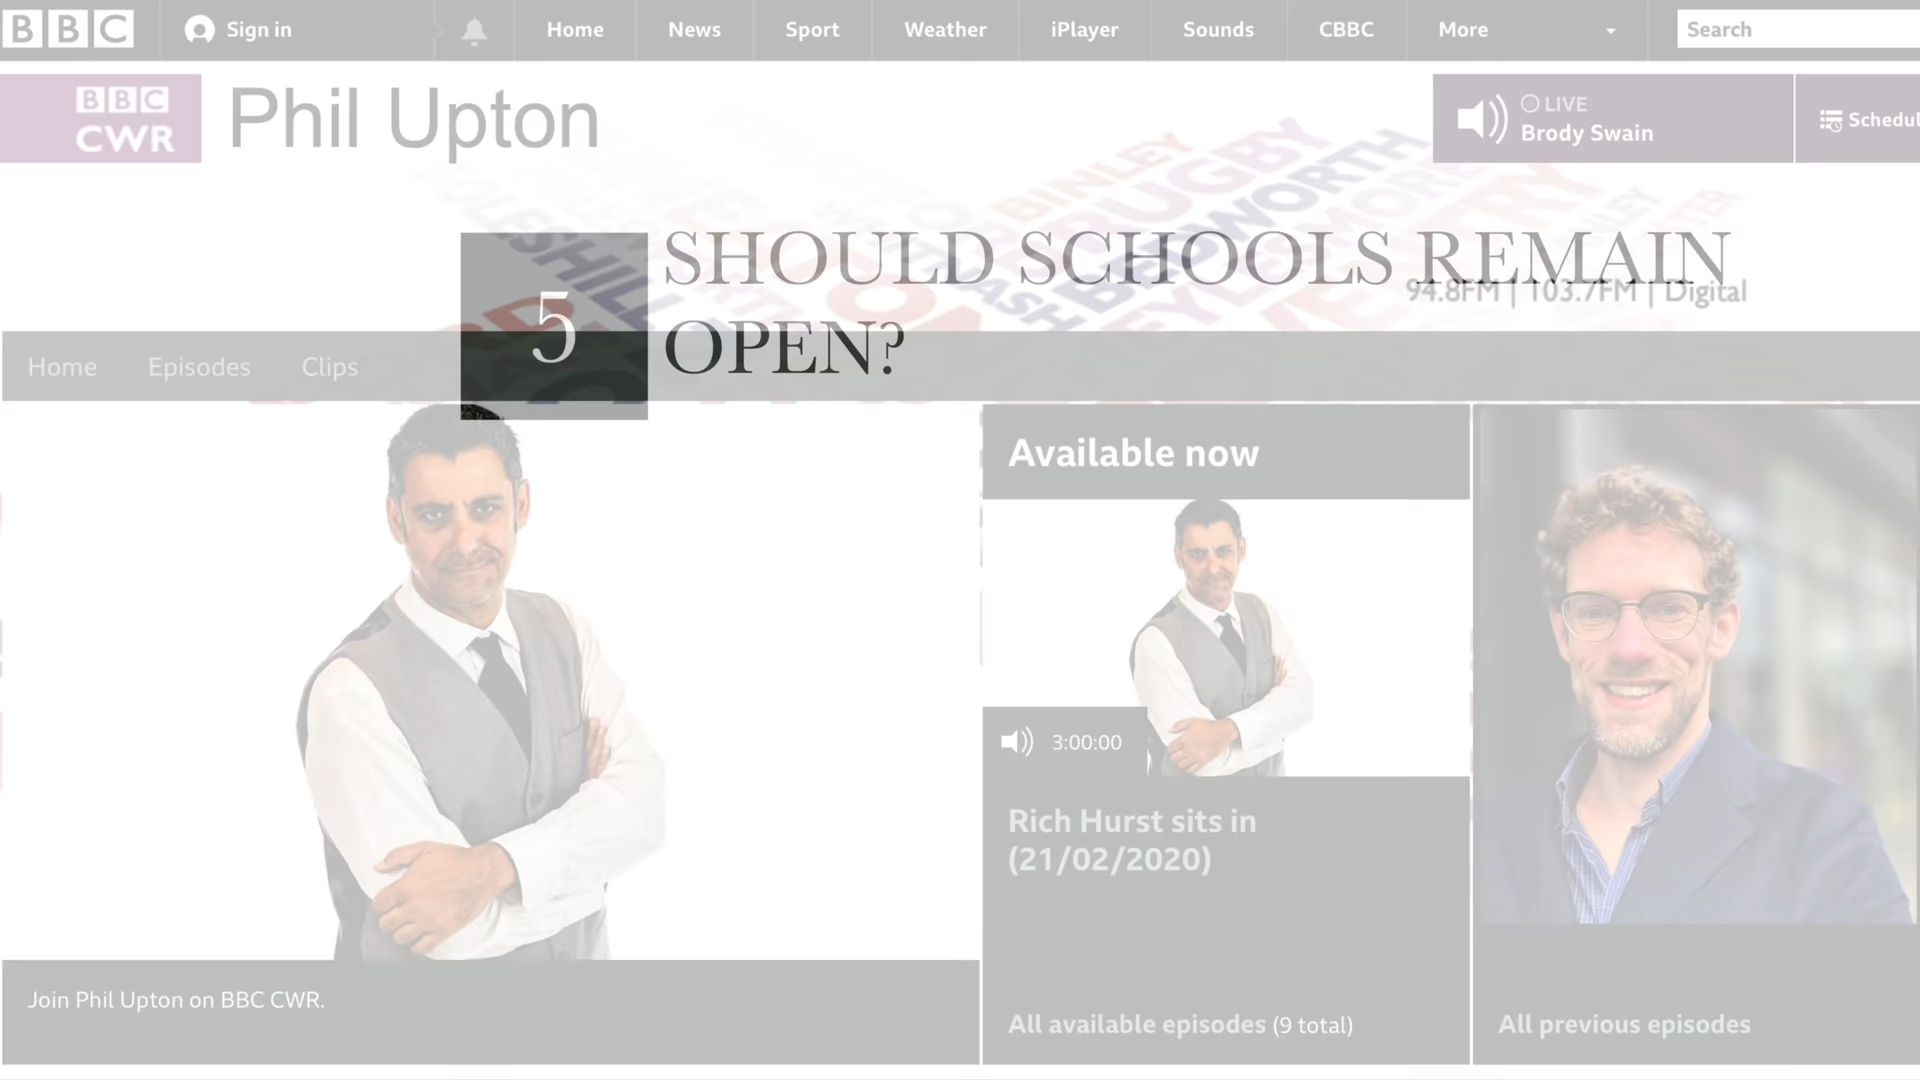 BBC
Sign in
Home
News
Sport
Weather
iPlayer
Sounds
CBBC
More
Search
BBC
CWR
Phil Upton
LIVE
Brody Swain
BINLEY
RUGBY
BEDWORTH
5
SHOULD SCHOOLS REMAIN
OPEN?
94.8FM | 103.7FM | Digital
Home
Episodes
Clips
Available now
3:00:00
Rich Hurst sits in
(21/02/2020)
Join Phil Upton on BBC CWR.
All available episodes (9 total)
All previous episodes